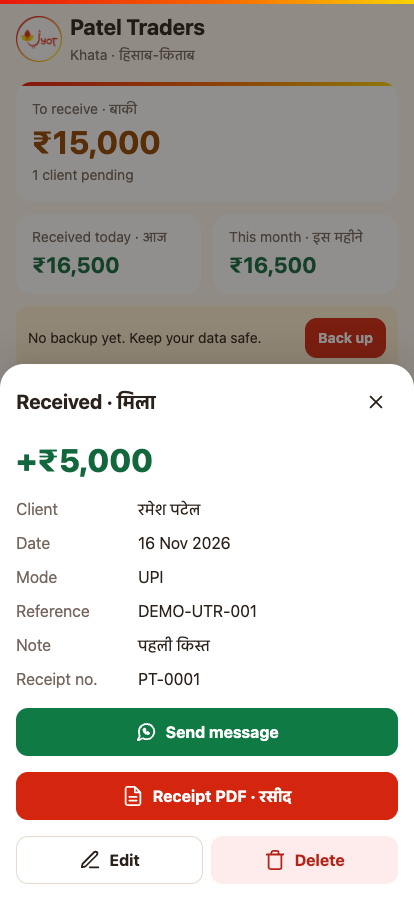 Jyot
Patel Traders
Khata · हिसाब-किताब
To receive · बाकी
₹15,000
1 client pending
Received today · आज
₹16,500
This month · इस महीने
₹16,500
No backup yet. Keep your data safe.
Back up
Received · मिला
+₹5,000
Client रमेश पटेल
Date 16 Nov 2026
Mode UPI
Reference DEMO-UTR-001
Note पहली किस्त
Receipt no. PT-0001
Send message
Receipt PDF · रसीद
Edit
Delete